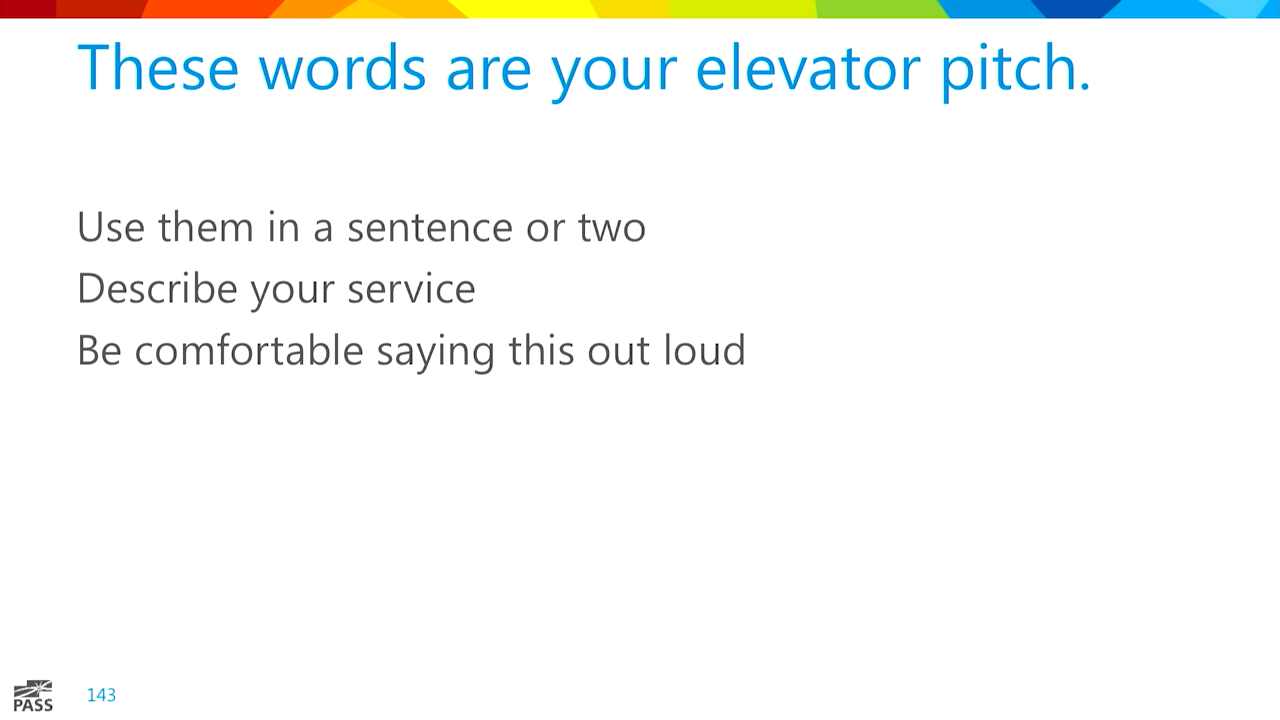 These words are your elevator pitch.
Use them in a sentence or two
Describe your service
Be comfortable saying this out loud
PASS
143